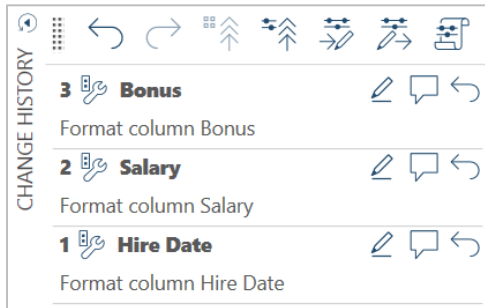 CHANGE HISTORY
3 Bonus
Format column Bonus
2 Salary
Format column Salary
1 Hire Date
Format column Hire Date